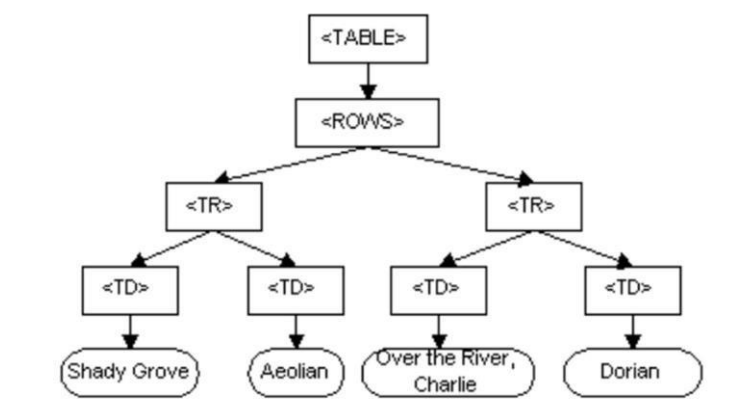 <TABLE>
<ROWS>
<TR>
<TR>
<TD>
<TD>
<TD>
<TD>
Shady Grove
Aeolian
Over the River,
Charlie
Dorian